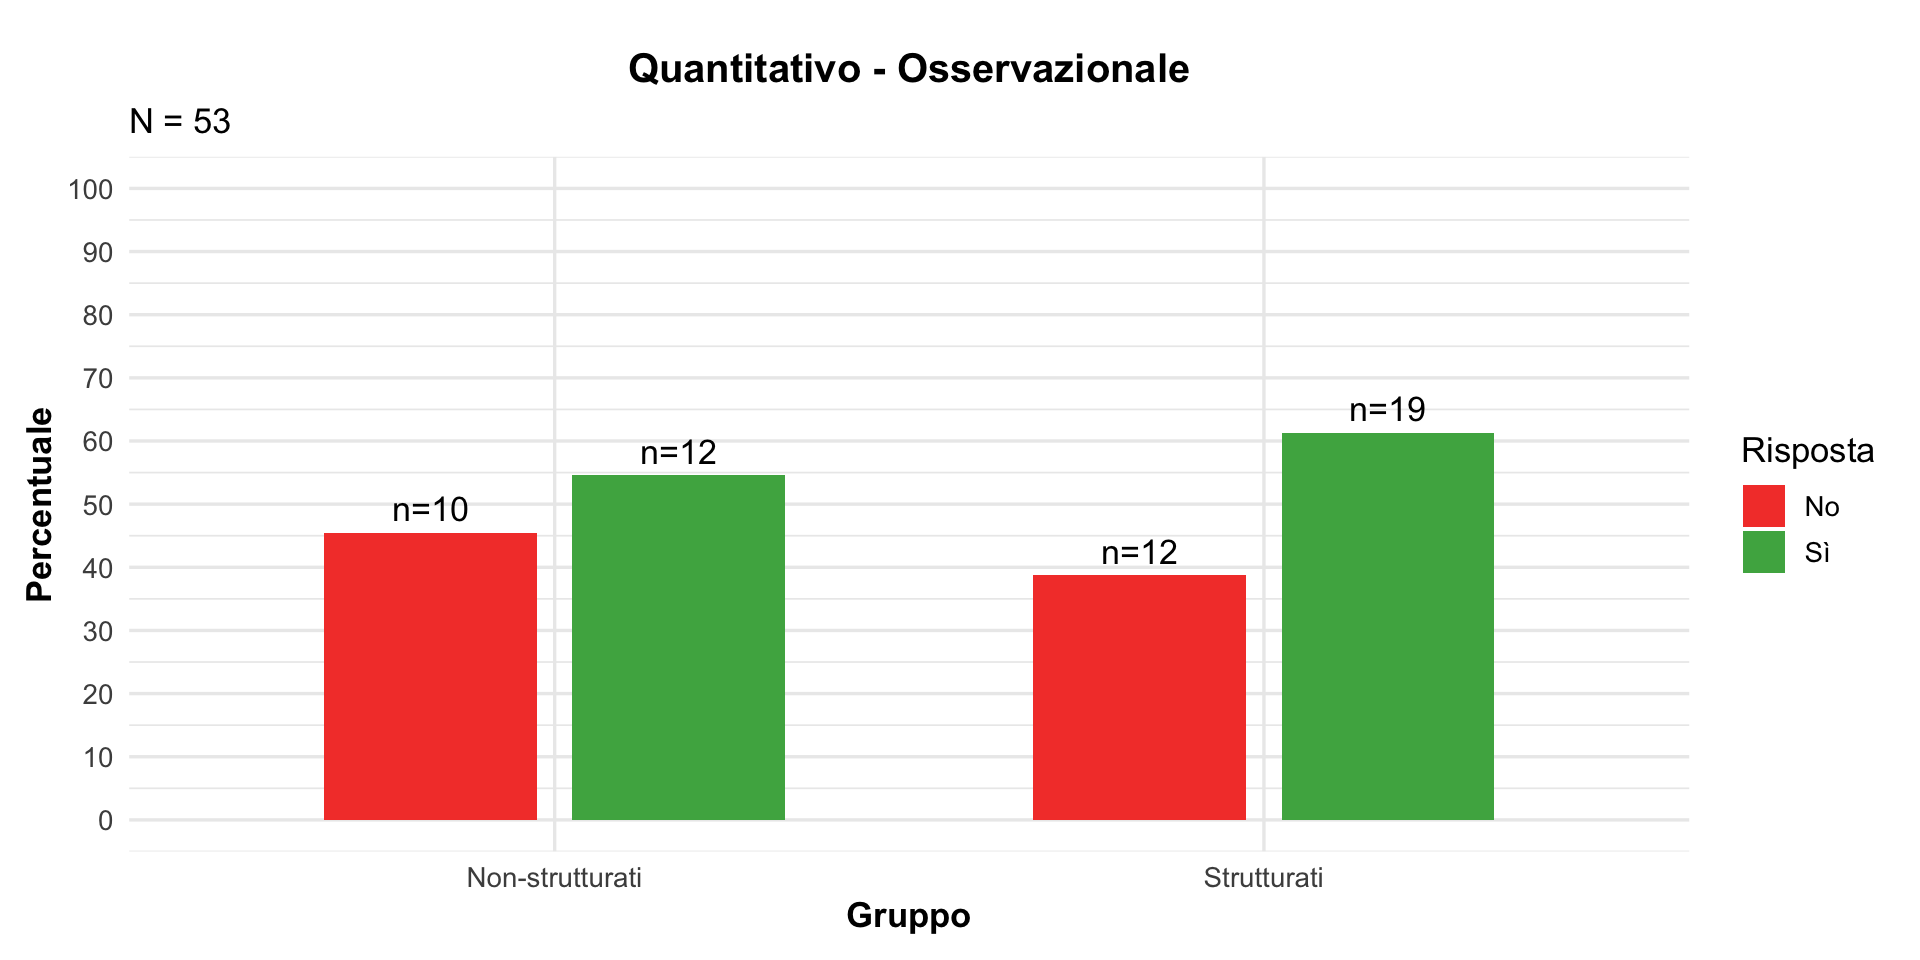 Quantitativo - Osservazionale
N = 53
Percentuale
100
90
80
70
60
50
40
30
20
10
0
n=10
n=12
n=12
n=19
Non-strutturati
Strutturati
Gruppo
Risposta
No
Sì